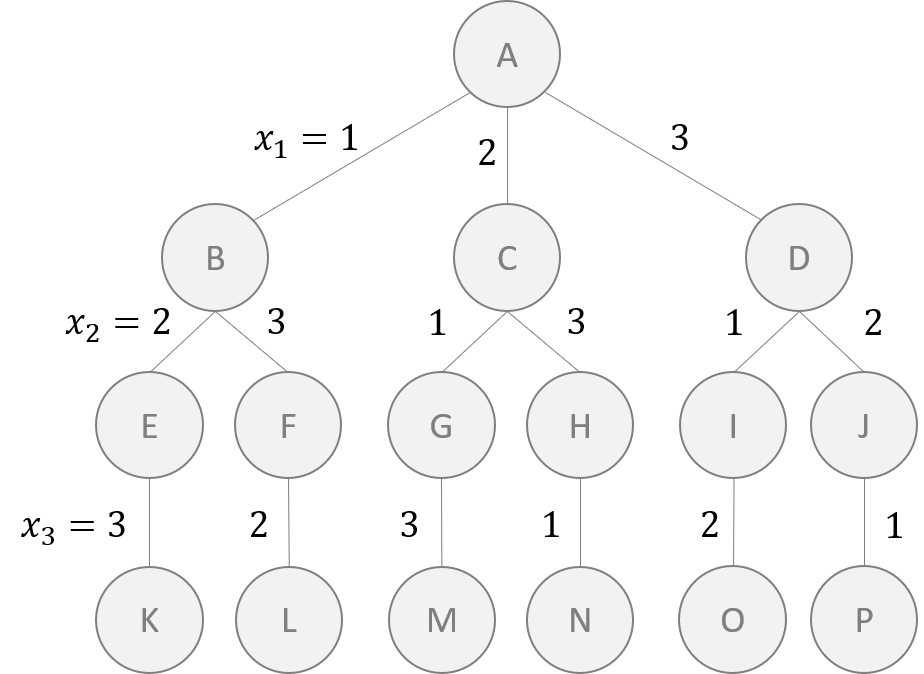 A
x₁ = 1 2 3
B C D
x₂ = 2 3 1 3 1 2
E F G H I J
x₃ = 3 2 3 1 2 1
K L M N O P